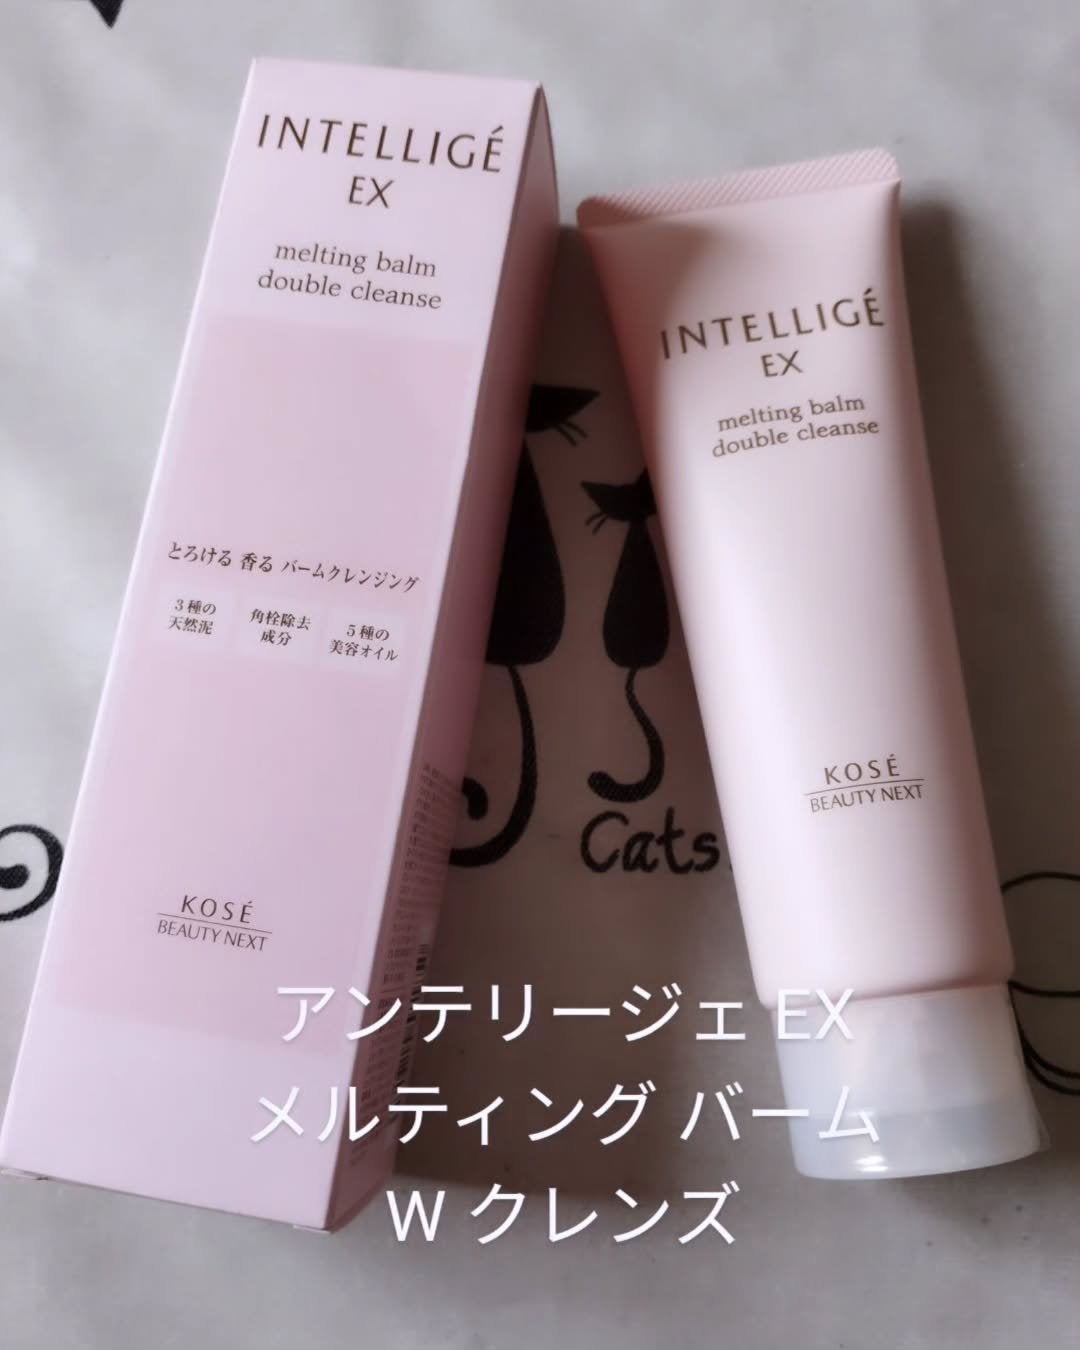 INTELLIGÉ
EX
melting balm
double cleanse
とろける 香る バームクレンジング
3種の
天然泥
角栓除去
成分
5種の
美容オイル
KOSÉ
BEAUTY NEXT
INTELLIGÉ
EX
melting balm
double cleanse
KOSÉ
BEAUTY NEXT
Cats
アンテリージェ EX
メルティング バーム
W クレンズ